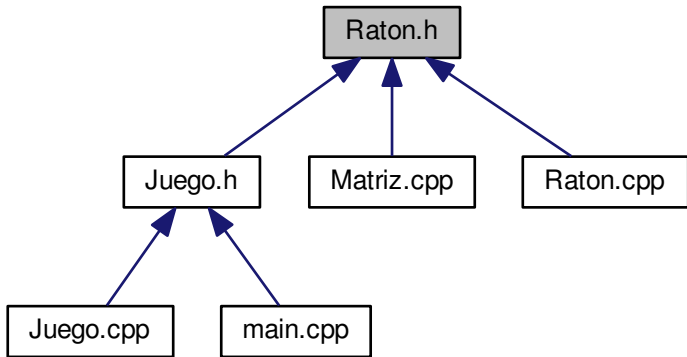 Raton.h
Juego.h
Matriz.cpp
Raton.cpp
Juego.cpp
main.cpp